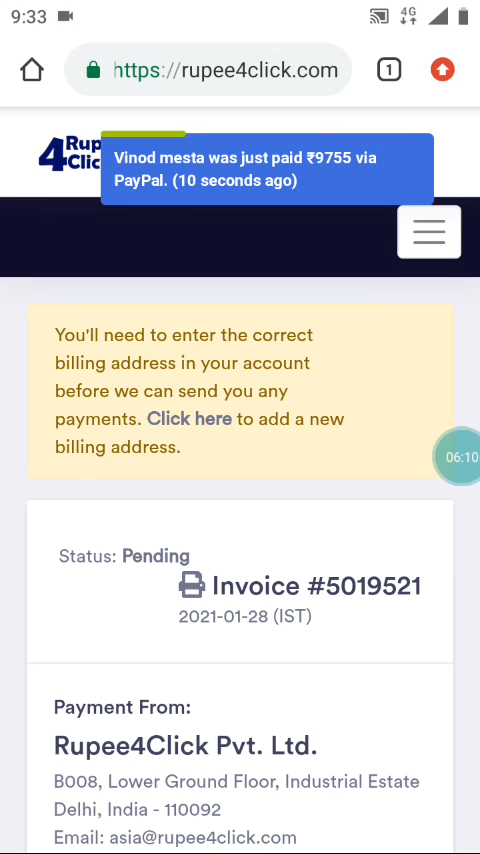 9:33
4G
https://rupee4click.com
1
4
Rup
Clic
Vinod mesta was just paid ₹9755 via
PayPal. (10 seconds ago)
You'll need to enter the correct
billing address in your account
before we can send you any
payments. Click here to add a new
billing address.
06:10
Status: Pending
Invoice #5019521
2021-01-28 (IST)
Payment From:
Rupee4Click Pvt. Ltd.
B008, Lower Ground Floor, Industrial Estate
Delhi, India - 110092
Email: asia@rupee4click.com